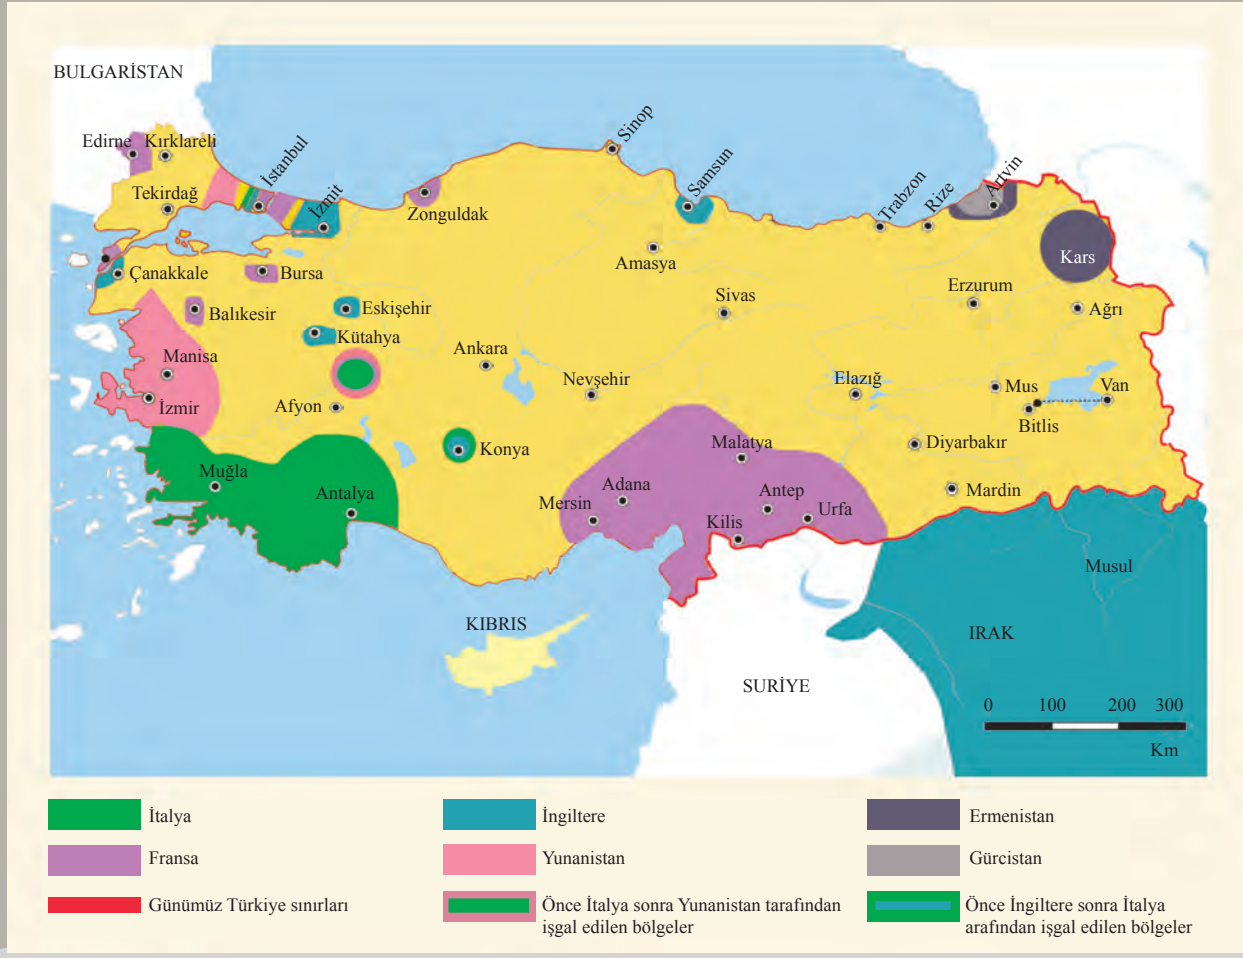 BULGARİSTAN
Edirne
Kırklareli
İstanbul
Tekirdağ
İzmit
Zonguldak
Sinop
Samsun
Trabzon
Rize
Artvin
Kars
Çanakkale
Bursa
Amasya
Balıkesir
Eskişehir
Kütahya
Sivas
Erzurum
Ağrı
Manisa
Ankara
Nevşehir
Elazığ
Mus
Van
Bitlis
İzmir
Afyon
Konya
Malatya
Diyarbakır
Muğla
Antalya
Mersin
Adana
Antep
Urfa
Kilis
Mardin
Musul
KIBRIS
IRAK
SURİYE
0 100 200 300
Km
İtalya
İngiltere
Ermenistan
Fransa
Yunanistan
Gürcistan
Günümüz Türkiye sınırları
Önce İtalya sonra Yunanistan tarafından
işgal edilen bölgeler
Önce İngiltere sonra İtalya
arafından işgal edilen bölgeler